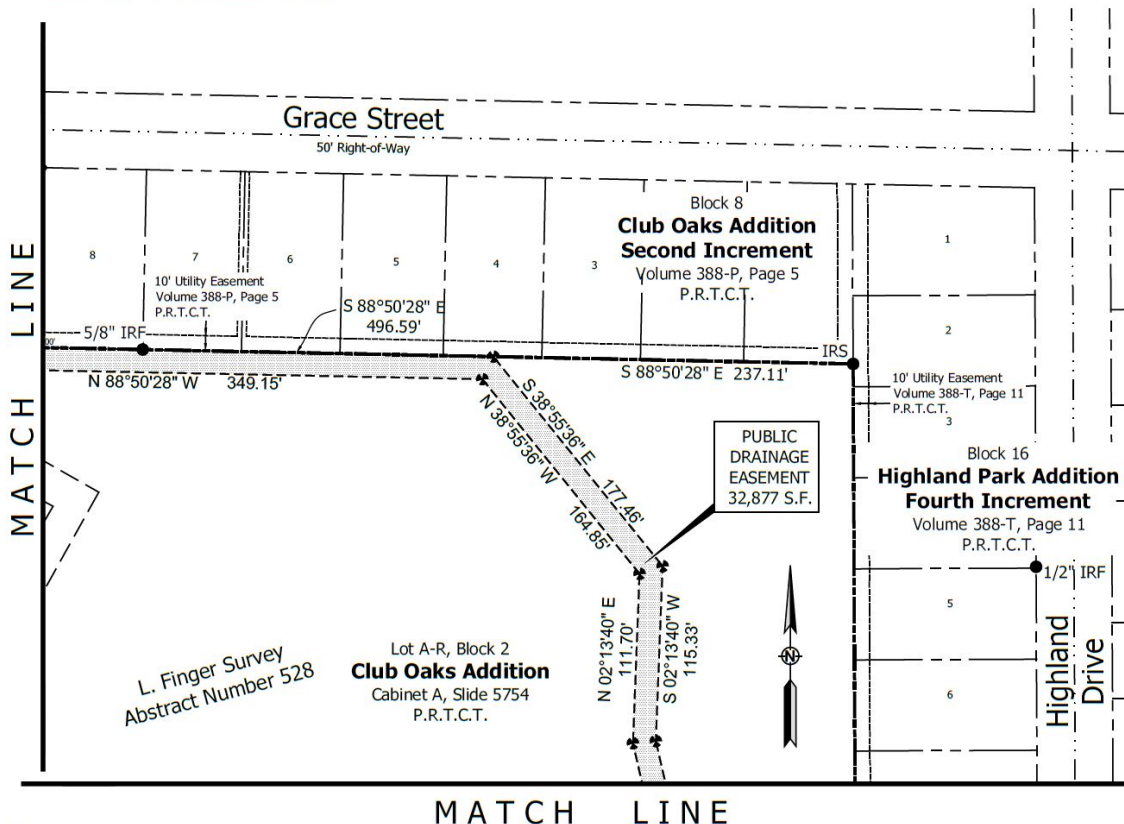 Grace Street
50' Right-of-Way
Block 8
Club Oaks Addition
Second Increment
Volume 388-P, Page 5
P.R.T.C.T.
8
7
6
5
4
3
10' Utility Easement
Volume 388-P, Page 5
P.R.T.C.T.
S 88°50'28" E
496.59'
5/8" IRF
IRS
N 88°50'28" W 349.15'
S 88°50'28" E 237.11'
S 38°55'36" E 177.46'
N 38°55'36" W 164.85'
PUBLIC
DRAINAGE
EASEMENT
32,877 S.F.
1
2
10' Utility Easement
Volume 388-T, Page 11
P.R.T.C.T.
3
Block 16
Highland Park Addition
Fourth Increment
Volume 388-T, Page 11
P.R.T.C.T.
1/2" IRF
5
6
Highland
Drive
N 02°13'40" E
111.70'
S 02°13'40" W
115.33'
N
L. Finger Survey
Abstract Number 528
Lot A-R, Block 2
Club Oaks Addition
Cabinet A, Slide 5754
P.R.T.C.T.
MATCH LINE
MATCH LINE